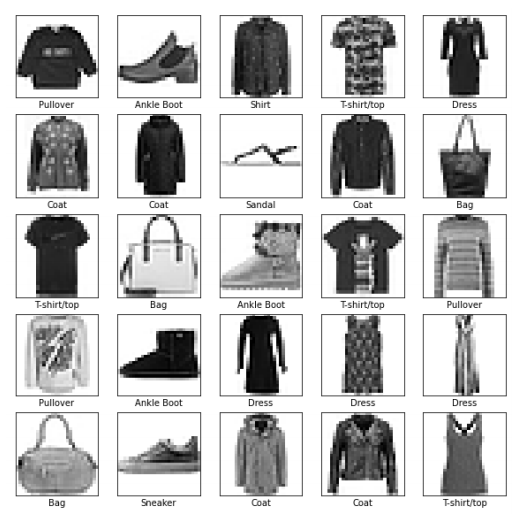 Pullover
Ankle Boot
Shirt
T-shirt/top
Dress
Coat
Coat
Sandal
Coat
Bag
T-shirt/top
Bag
Ankle Boot
T-shirt/top
Pullover
Pullover
Ankle Boot
Dress
Dress
Dress
Bag
Sneaker
Coat
Coat
T-shirt/top